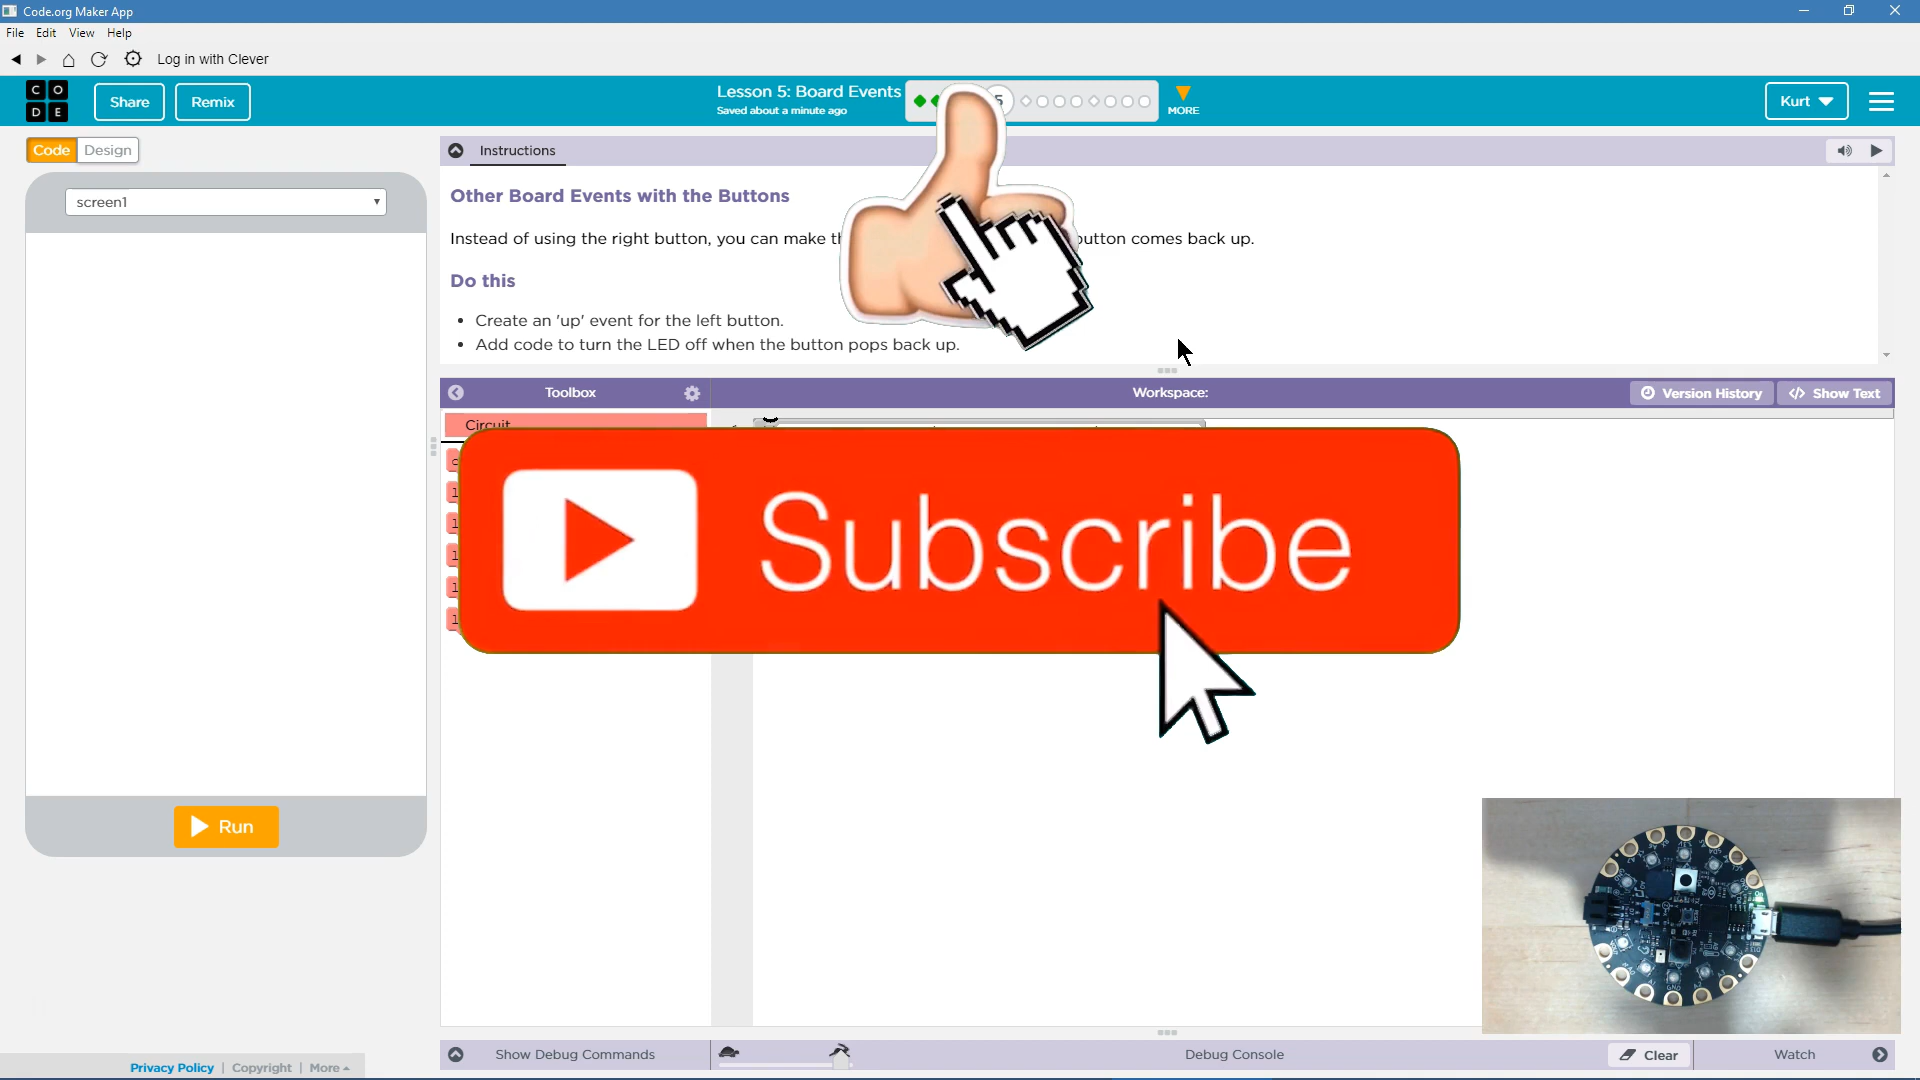 Code.org Maker App
File Edit View Help
Log in with Clever
CODE
Share
Remix
Lesson 5: Board Events
Saved about a minute ago
5
MORE
Kurt
Code
Design
Instructions
screen1
Other Board Events with the Buttons
Instead of using the right button, you can make
button comes back up.
Do this
• Create an 'up' event for the left button.
• Add code to turn the LED off when the button pops back up.
Toolbox
Workspace:
Version History
</> Show Text
Circuit
Subscribe
Run
Show Debug Commands
Debug Console
Clear
Watch
Privacy Policy | Copyright | More